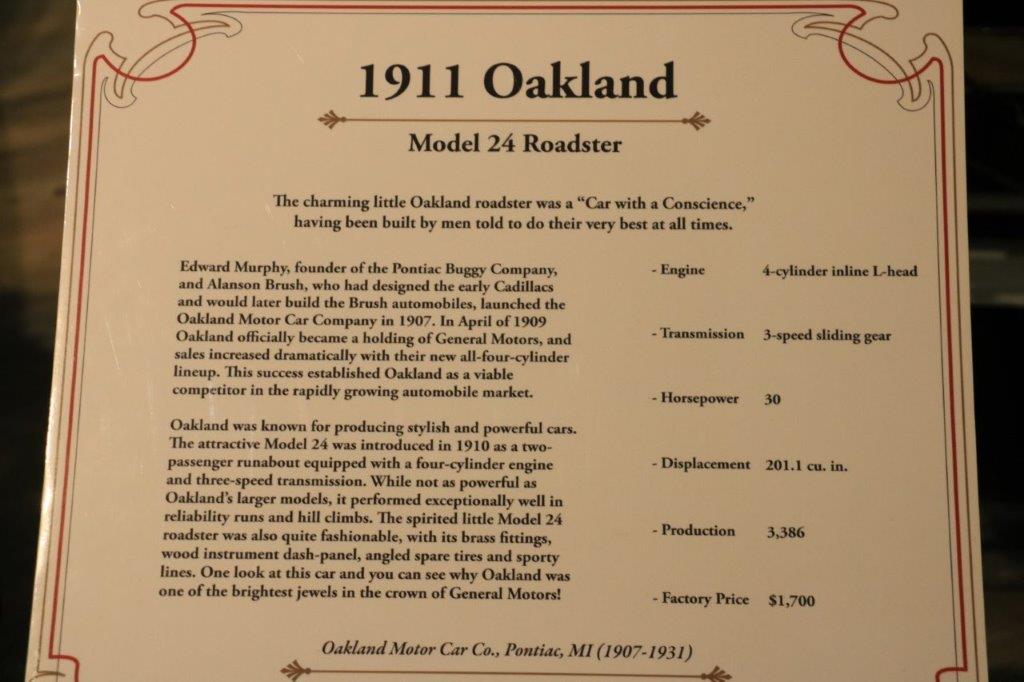 1911 Oakland
Model 24 Roadster
The charming little Oakland roadster was a “Car with a Conscience,”
having been built by men told to do their very best at all times.
Edward Murphy, founder of the Pontiac Buggy Company,
and Alanson Brush, who had designed the early Cadillacs
and would later build the Brush automobiles, launched the
Oakland Motor Car Company in 1907. In April of 1909
Oakland officially became a holding of General Motors, and
sales increased dramatically with their new all-four-cylinder
lineup. This success established Oakland as a viable
competitor in the rapidly growing automobile market.
Oakland was known for producing stylish and powerful cars.
The attractive Model 24 was introduced in 1910 as a two-
passenger runabout equipped with a four-cylinder engine
and three-speed transmission. While not as powerful as
Oakland’s larger models, it performed exceptionally well in
reliability runs and hill climbs. The spirited little Model 24
roadster was also quite fashionable, with its brass fittings,
wood instrument dash-panel, angled spare tires and sporty
lines. One look at this car and you can see why Oakland was
one of the brightest jewels in the crown of General Motors!
- Engine 4-cylinder inline L-head
- Transmission 3-speed sliding gear
- Horsepower 30
- Displacement 201.1 cu. in.
- Production 3,386
- Factory Price $1,700
Oakland Motor Car Co., Pontiac, MI (1907-1931)